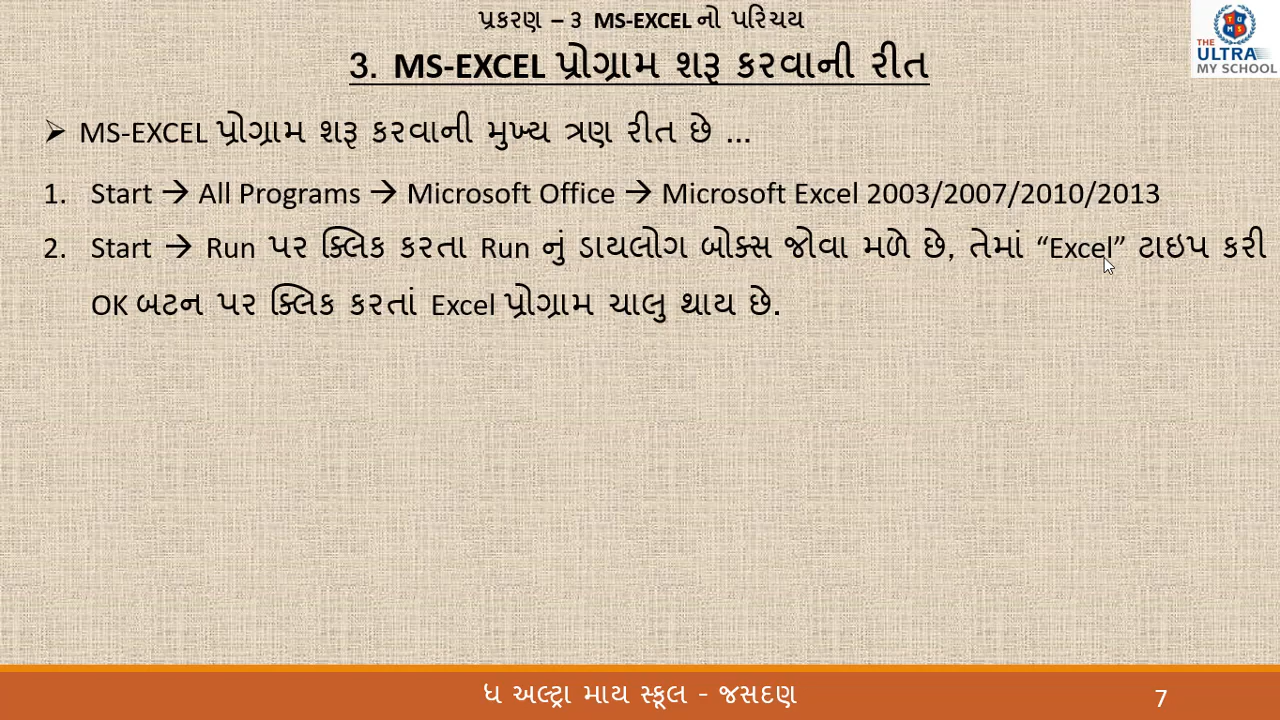 પ્રકરણ – ૩ MS-EXCEL નો પરિચય
THE
ULTRA
MY SCHOOL
3. MS-EXCEL પ્રોગ્રામ શરૂ કરવાની રીત
➢ MS-EXCEL પ્રોગ્રામ શરૂ કરવાની મુખ્ય ત્રણ રીત છે ...
1. Start → All Programs → Microsoft Office → Microsoft Excel 2003/2007/2010/2013
2. Start → Run પર ક્લિક કરતા Run નું ડાયલોગ બોક્સ જોવા મળે છે, તેમાં “Excel” ટાઇપ કરી
OK બટન પર ક્લિક કરતાં Excel પ્રોગ્રામ ચાલુ થાય છે.
ધ અલ્ટ્રા માય સ્કૂલ - જસદણ
7